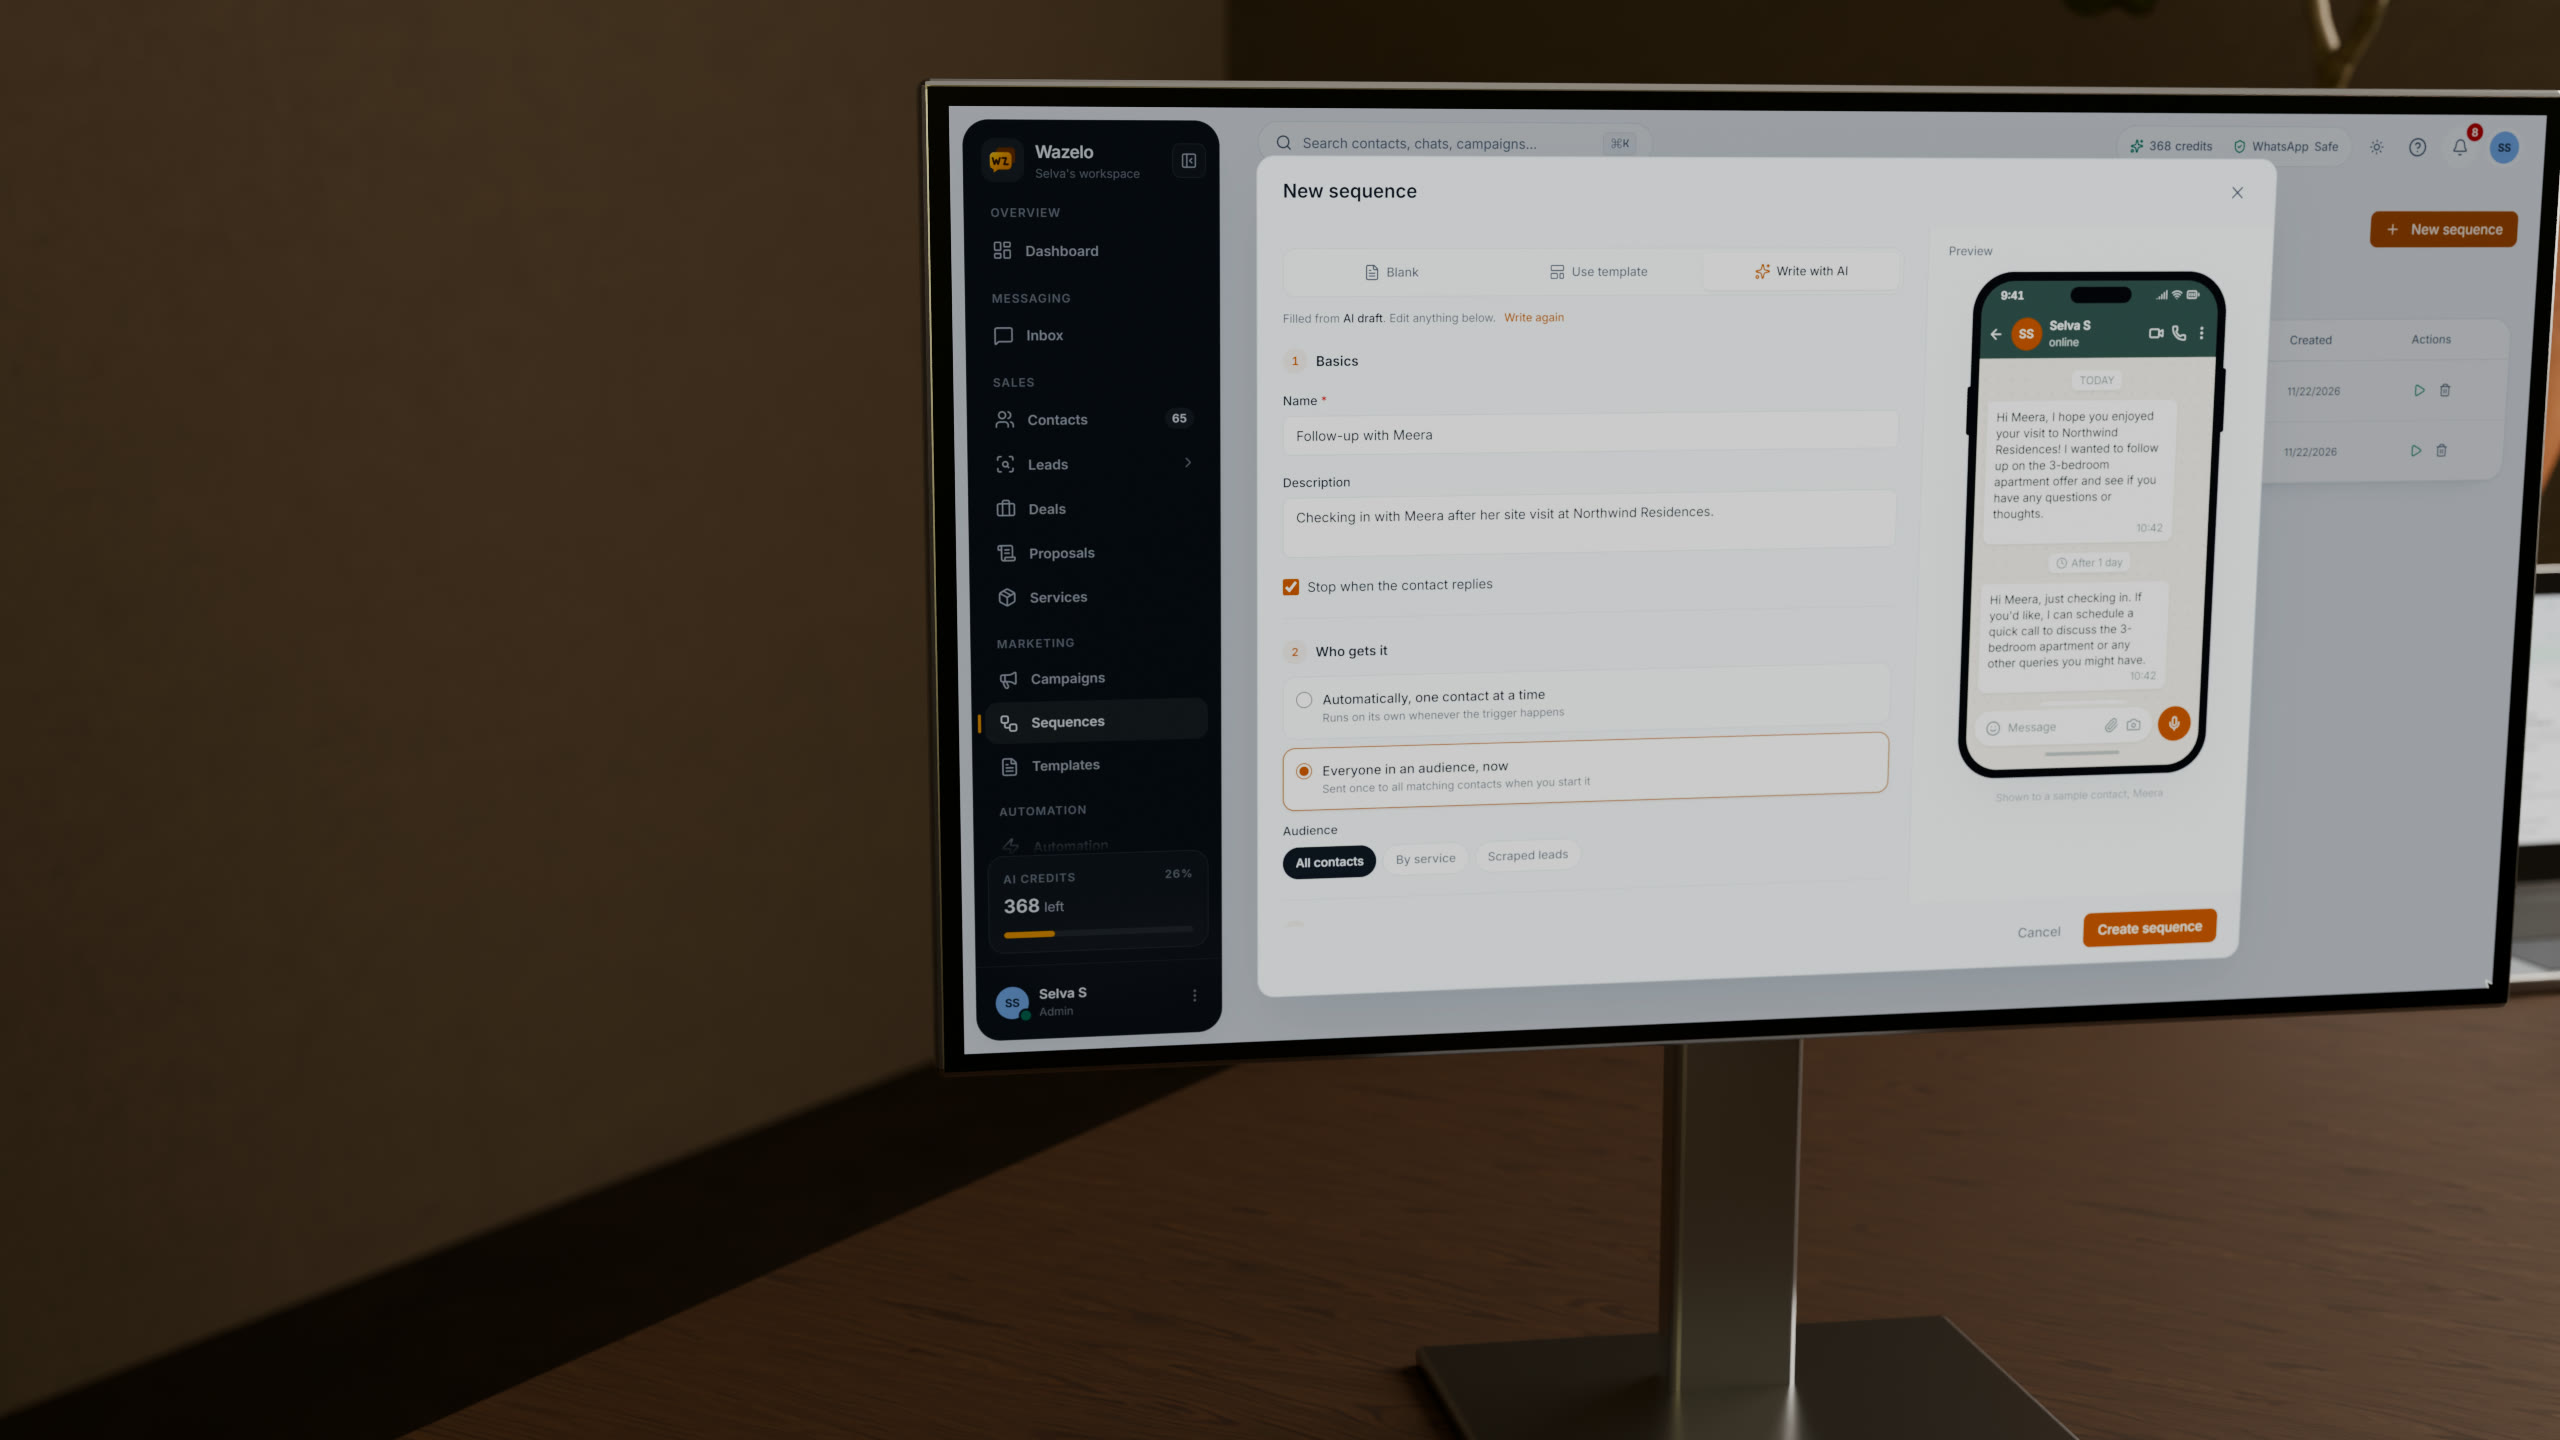 Wazelo
Selva's workspace
OVERVIEW
Dashboard
MESSAGING
Inbox
SALES
Contacts 65
Leads
Deals
Proposals
Services
MARKETING
Campaigns
Sequences
Templates
AUTOMATION
Automation
AI CREDITS 26%
368 left
SS
Selva S
Admin
Search contacts, chats, campaigns... ⌘K
368 credits WhatsApp Safe 8 SS
New sequence
+ New sequence
Blank Use template Write with AI
Filled from AI draft. Edit anything below. Write again
1 Basics
Name *
Follow-up with Meera
Description
Checking in with Meera after her site visit at Northwind Residences.
Stop when the contact replies
2 Who gets it
Automatically, one contact at a time
Runs on its own whenever the trigger happens
Everyone in an audience, now
Sent once to all matching contacts when you start it
Audience
All contacts By service Scraped leads
Preview
9:41
SS Selva S
online
TODAY
Hi Meera, I hope you enjoyed
your visit to Northwind
Residences! I wanted to follow
up on the 3-bedroom
apartment offer and see if you
have any questions or
thoughts.
10:42
After 1 day
Hi Meera, just checking in. If
you'd like, I can schedule a
quick call to discuss the 3-
bedroom apartment or any
other queries you might have.
10:42
Message
Shown to a sample contact, Meera
Cancel Create sequence
Created Actions
11/22/2026
11/22/2026